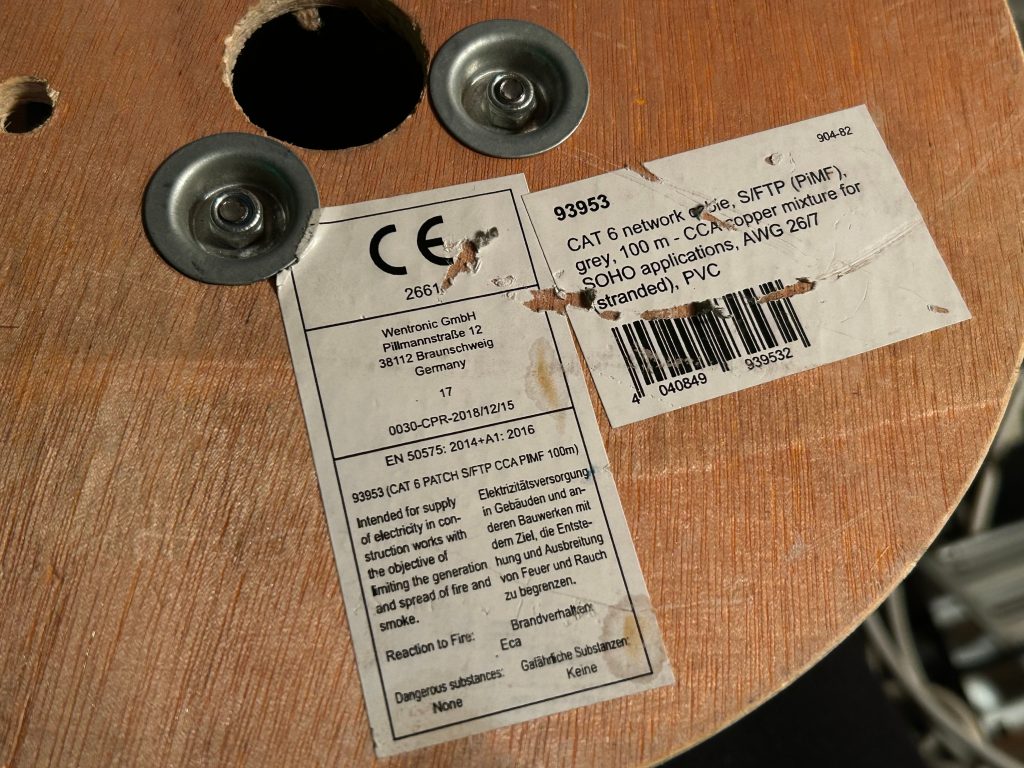 CE
2661
Wentronic GmbH
Pillmannstraße 12
38112 Braunschweig
Germany
17
0030-CPR-2018/12/15
EN 50575: 2014+A1: 2016
93953 (CAT 6 PATCH S/FTP CCA PIMF 100m)
Intended for supply
of electricity in con-
struction works with
the objective of
limiting the generation
and spread of fire and
smoke.
Elektrizitätsversorgung
in Gebäuden und an-
deren Bauwerken mit
dem Ziel, die Entste-
hung und Ausbreitung
von Feuer und Rauch
zu begrenzen.
Reaction to Fire:
Brandverhalten:
Eca
Dangerous substances:
None
Gafährliche Substanzen:
Keine
904-82
93953
CAT 6 network cable, S/FTP (PiMF),
grey, 100 m - CCA copper mixture for
SOHO applications, AWG 26/7
(stranded), PVC
4 040849 939532